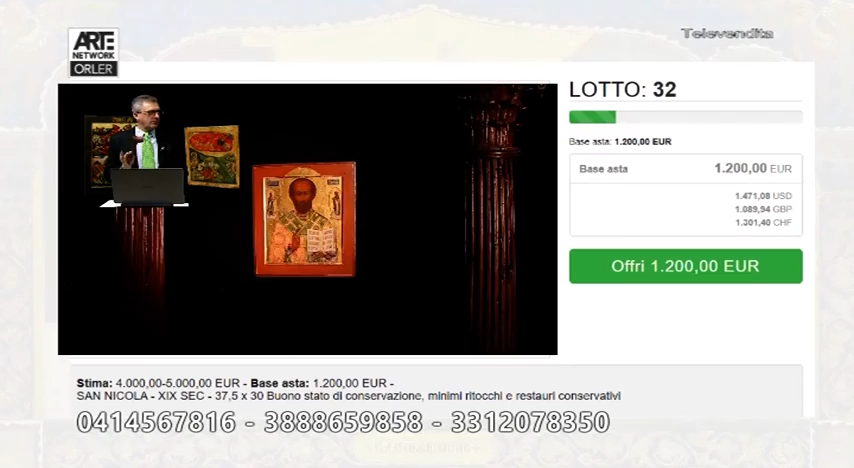 ARTE
NETWORK
ORLER
Televendita
LOTTO: 32
Base asta: 1.200,00 EUR
Base asta 1.200,00 EUR
1.471,08 USD
1.089,94 GBP
1.301,40 CHF
Offri 1.200,00 EUR
Stima: 4.000,00-5.000,00 EUR - Base asta: 1.200,00 EUR -
SAN NICOLA - XIX SEC - 37,5 x 30 Buono stato di conservazione, minimi ritocchi e restauri conservativi
0414567816 - 3888659858 - 3312078350